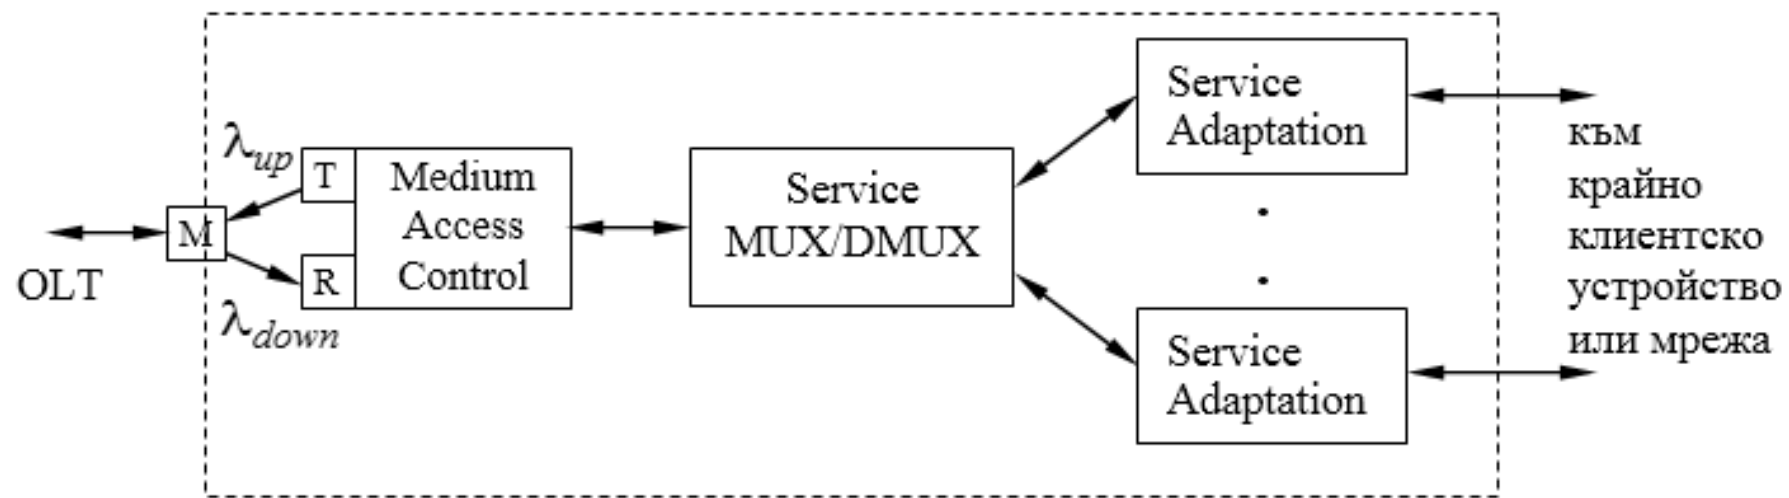 OLT
M
λup
T
R
λdown
Medium
Access
Control
Service
MUX/DMUX
Service
Adaptation
Service
Adaptation
към
крайно
клиентско
устройство
или мрежа